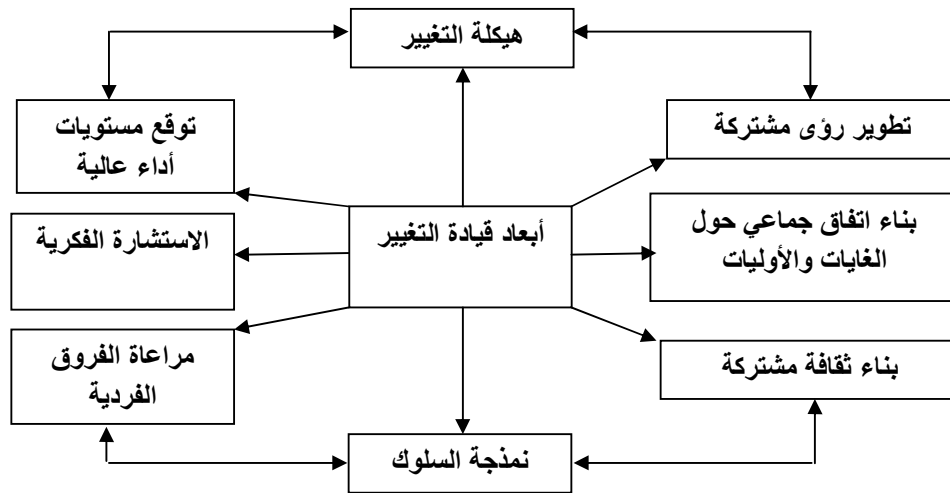 هيكلة التغيير
تطوير رؤى مشتركة
توقع مستويات
أداء عالية
بناء اتفاق جماعي حول
الغايات والأوليات
أبعاد قيادة التغيير
الاستشارة الفكرية
بناء ثقافة مشتركة
مراعاة الفروق
الفردية
نمذجة السلوك